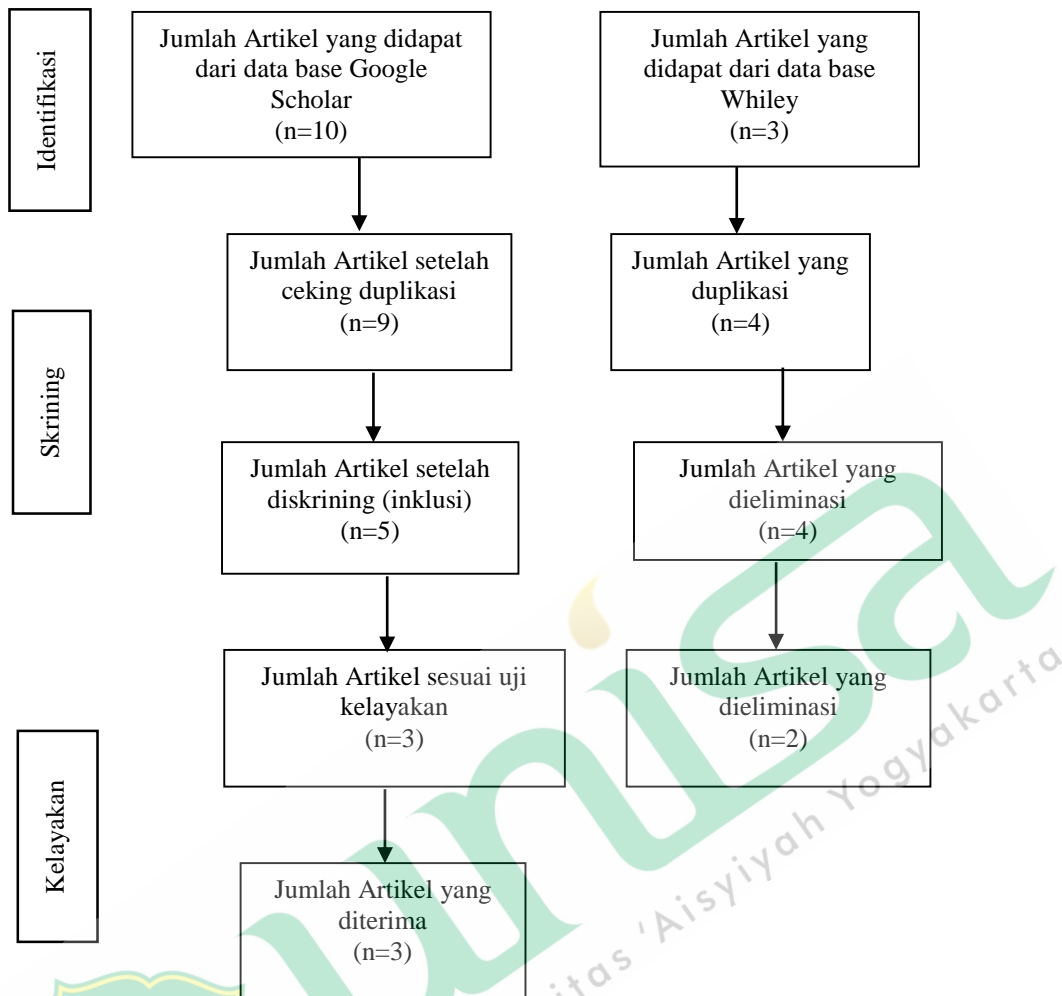 Identifikasi
Jumlah Artikel yang didapat
dari data base Google
Scholar
(n=10)
Jumlah Artikel yang
didapat dari data base
Whiley
(n=3)
Skrining
Jumlah Artikel setelah
ceking duplikasi
(n=9)
Jumlah Artikel yang
duplikasi
(n=4)
Jumlah Artikel setelah
diskrining (inklusi)
(n=5)
Jumlah Artikel yang
dieliminasi
(n=4)
Kelayakan
Jumlah Artikel sesuai uji
kelayakan
(n=3)
Jumlah Artikel yang
dieliminasi
(n=2)
Jumlah Artikel yang
diterima
(n=3)
unisa
'Aisyiyah Yogyakarta